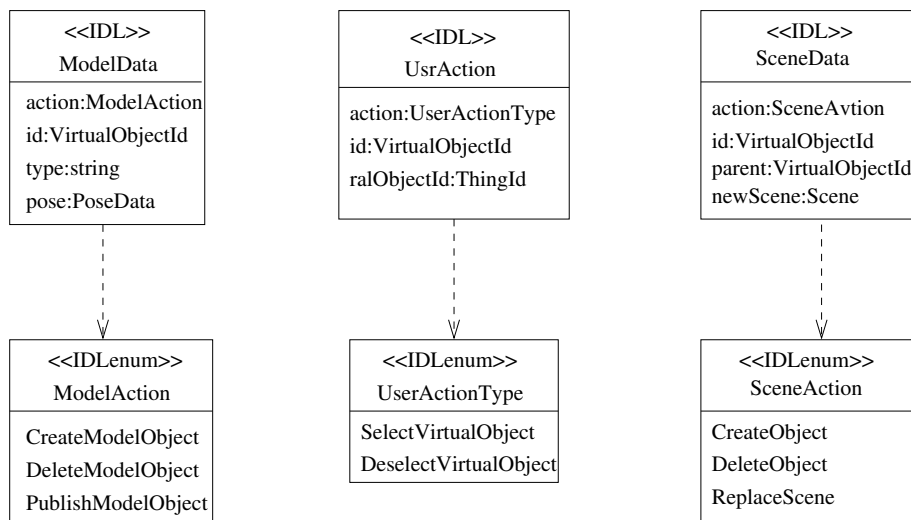 <<IDL>>
ModelData
action:ModelAction
id:VirtualObjectId
type:string
pose:PoseData
<<IDL>>
UsrAction
action:UserActionType
id:VirtualObjectId
ralObjectId:ThingId
<<IDL>>
SceneData
action:SceneAvtion
id:VirtualObjectId
parent:VirtualObjectId
newScene:Scene
<<IDLenum>>
ModelAction
CreateModelObject
DeleteModelObject
PublishModelObject
<<IDLenum>>
UserActionType
SelectVirtualObject
DeselectVirtualObject
<<IDLenum>>
SceneAction
CreateObject
DeleteObject
ReplaceScene